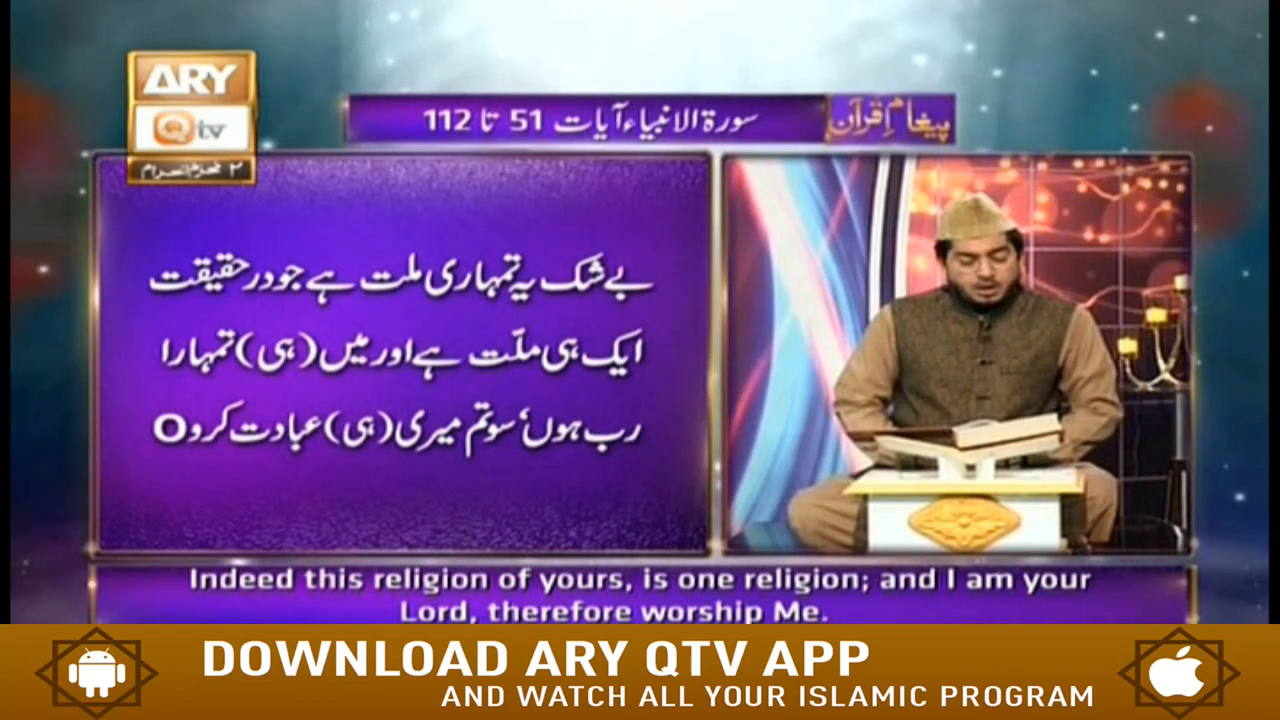 ARY
Qtv
سورۃ الانبیاء آیات 51 تا 112
پیغام قرآن
بے شک یہ تمہاری ملت ہے جو در حقیقت
ایک ہی ملّت ہے اور میں (ہی) تمہارا
رب ہوں، سو تم میری (ہی) عبادت کرو O
Indeed this religion of yours, is one religion; and I am your
Lord, therefore worship Me.
DOWNLOAD ARY QTV APP
AND WATCH ALL YOUR ISLAMIC PROGRAM